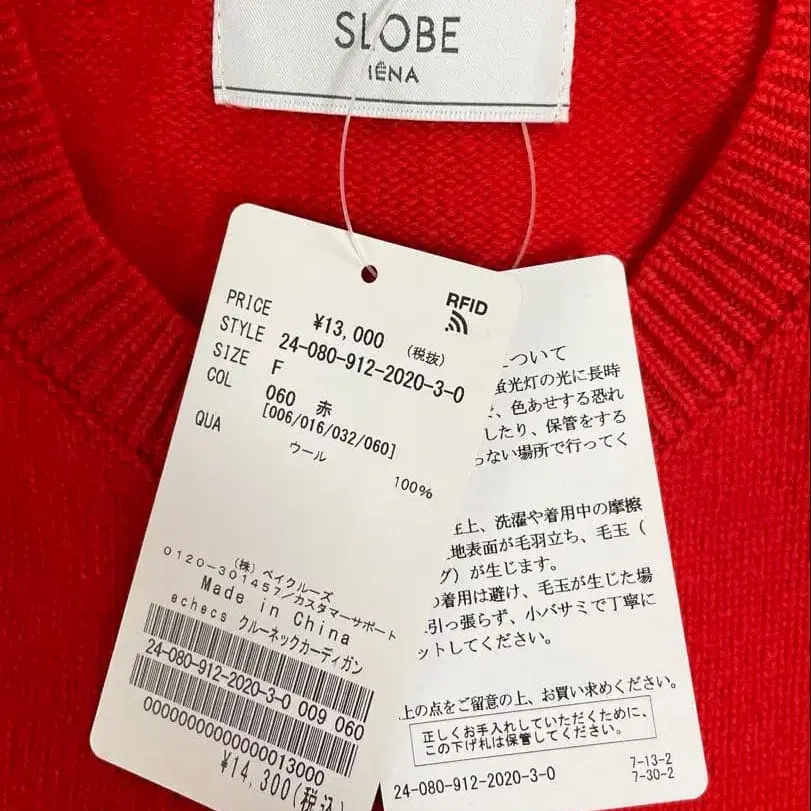 SLOBE
IÉNA
RFID
PRICE ¥13,000 (税抜)
STYLE 24-080-912-2020-3-0
SIZE F
COL 060 赤
[006/016/032/060]
QUA ウール 100%
(株) ベイクルーズ
0120-301457/カスタマーサポート
Made in China
echecs クルーネックカーディガン
24-080-912-2020-3-0 009 060
0000000000000013000
¥14,300(税込)
について
蛍光灯の光に長時
、色あせする恐れ
したり、保管をする
らない場所で行ってく
上、洗濯や着用中の摩擦
地表面が毛羽立ち、毛玉(
グ)が生じます。
の着用は避け、毛玉が生じた場
引っ張らず、小バサミで丁寧に
ットしてください。
上の点をご留意の上、お買い求めください。
正しくお手入れしていただくために、
この下げ札は保管してください。
24-080-912-2020-3-0
7-13-2
7-30-2